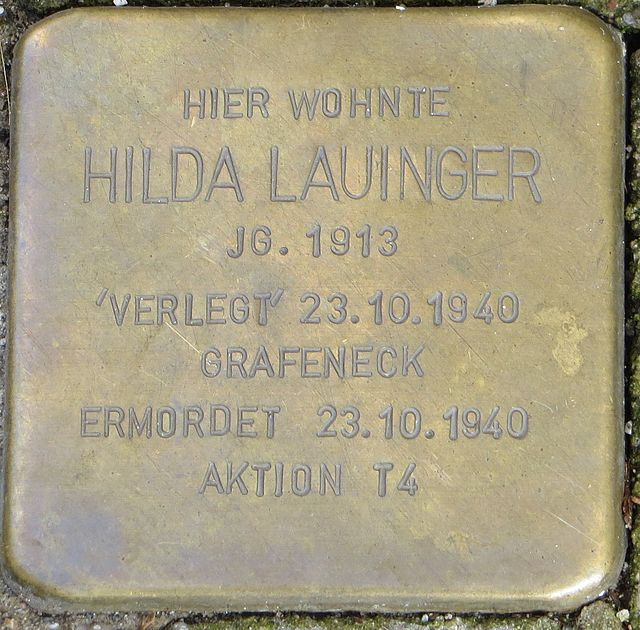 HIER WOHNTE
HILDA LAUINGER
JG. 1913
'VERLEGT' 23.10.1940
GRAFENECK
ERMORDET 23.10.1940
AKTION T4